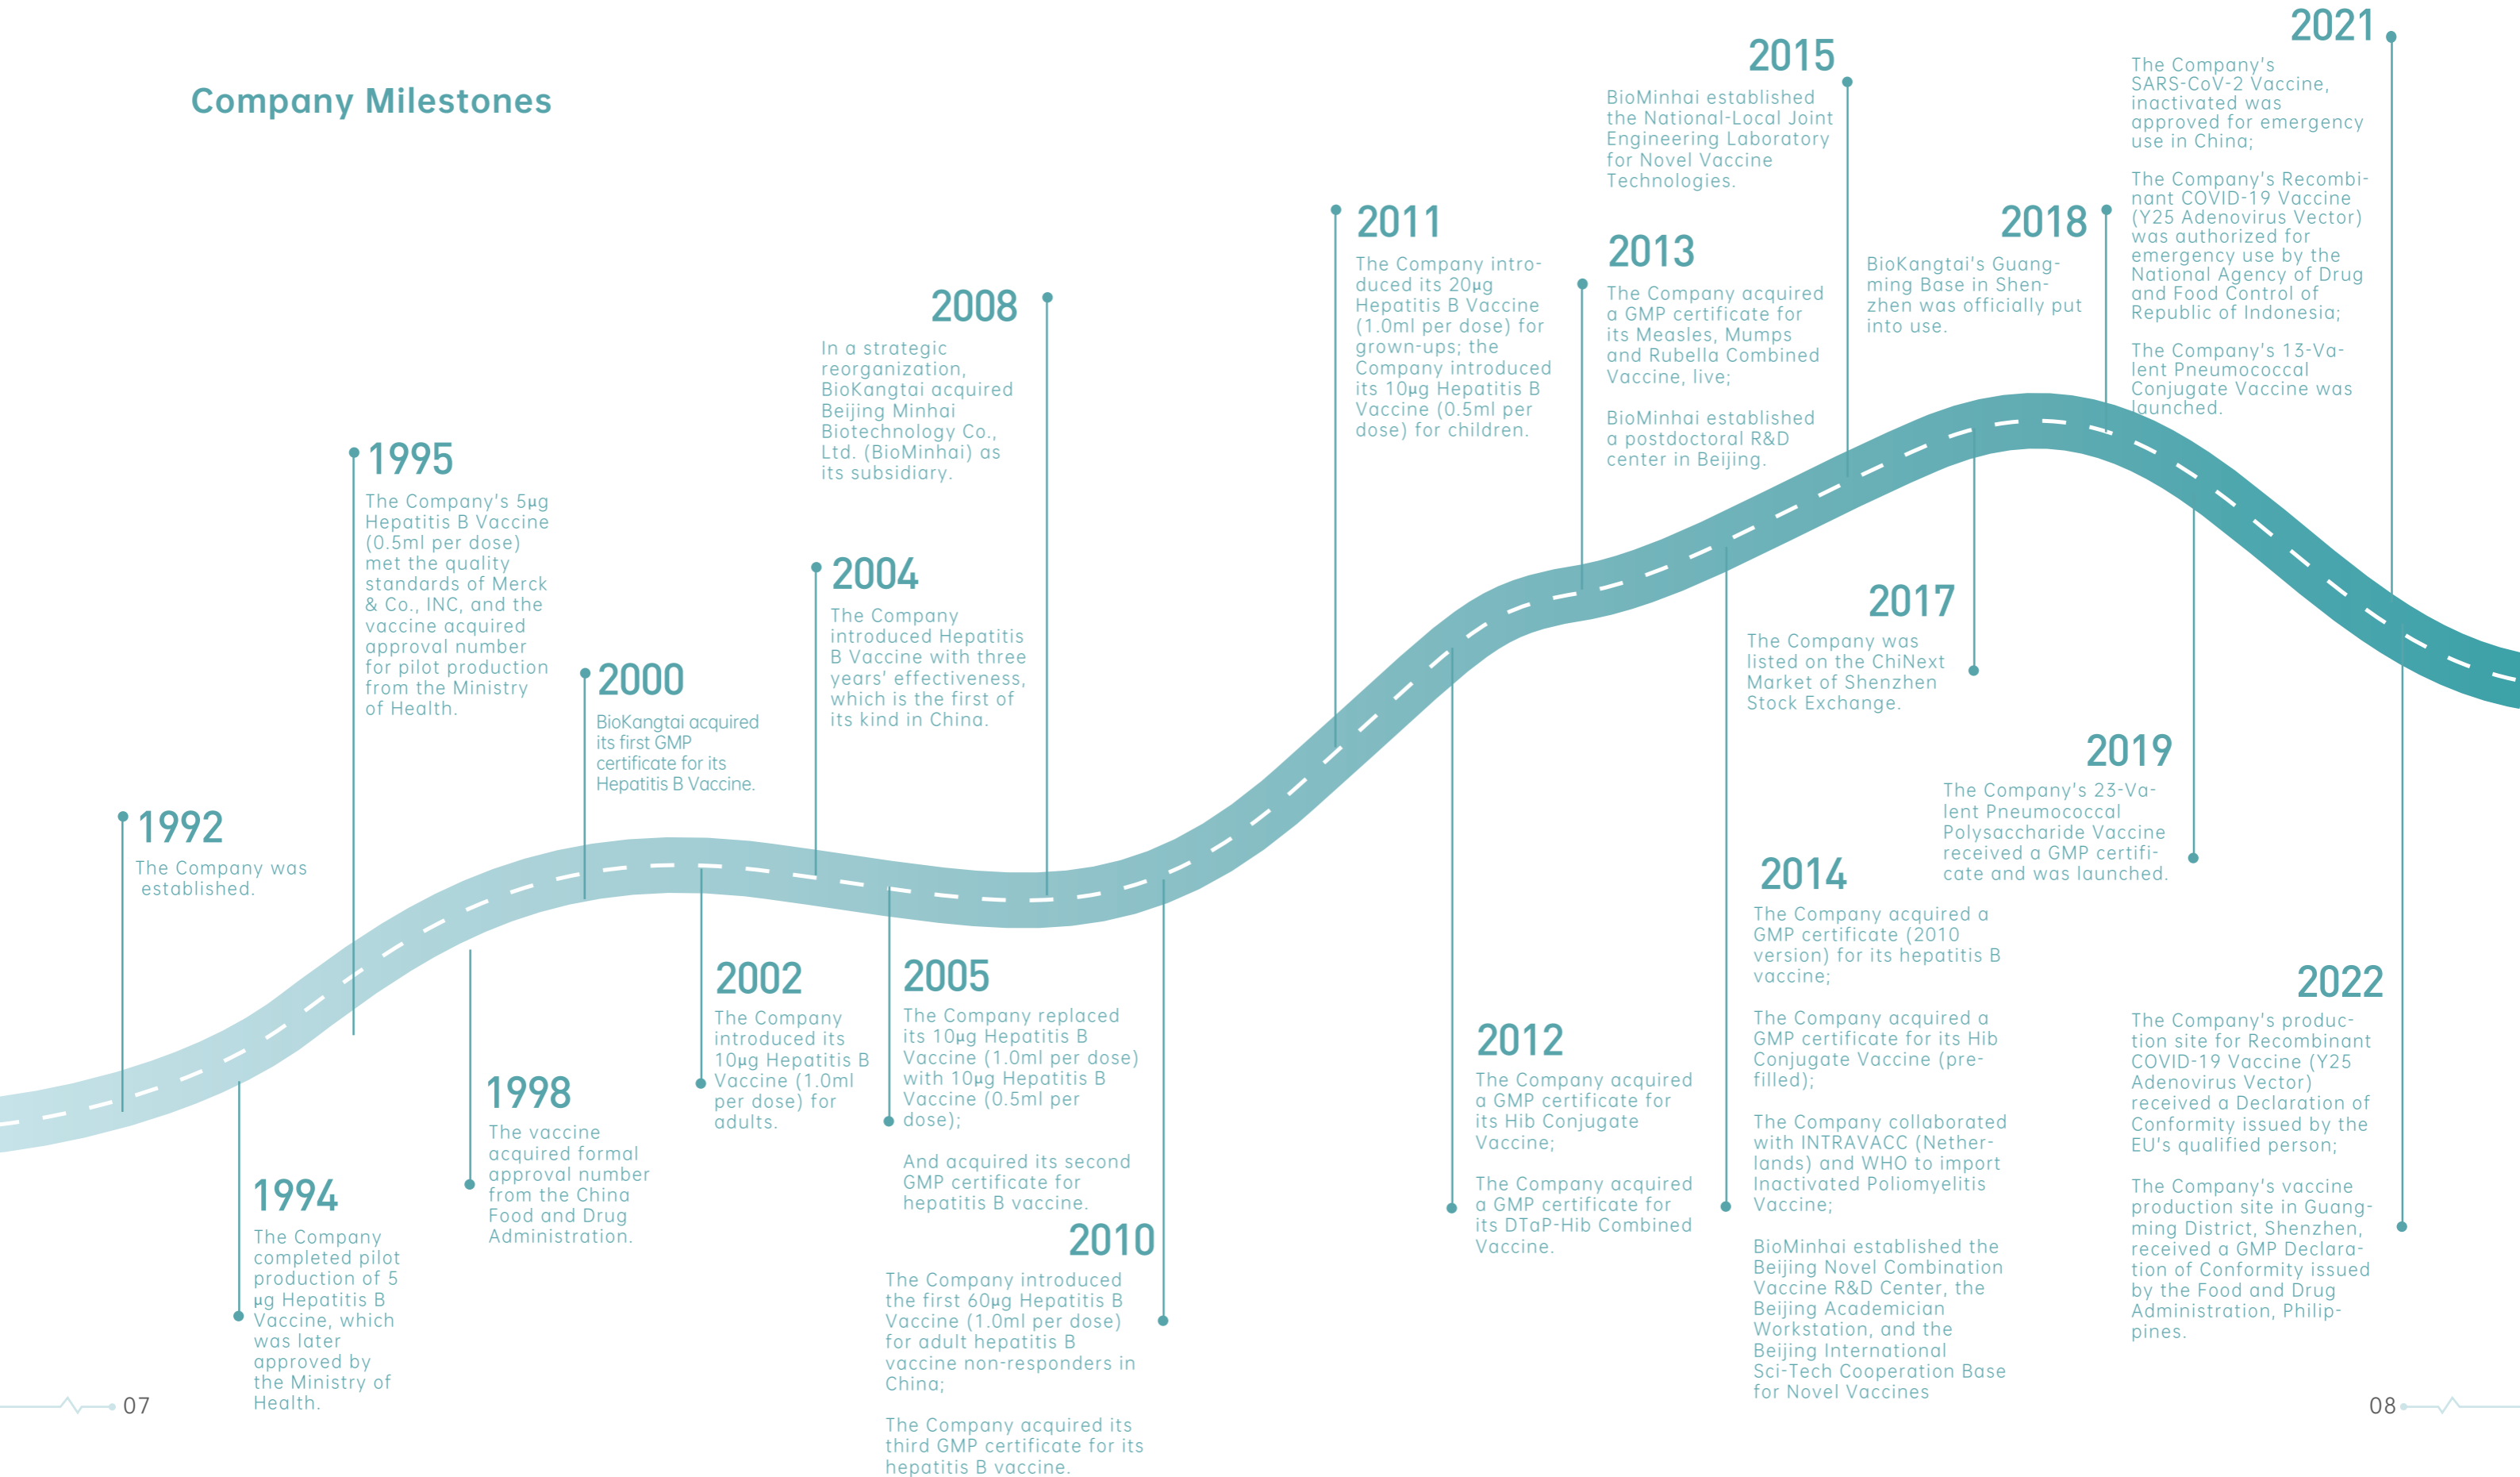 Company Milestones
1992
The Company was
established.
1994
The Company
completed pilot
production of 5
μg Hepatitis B
Vaccine, which
was later
approved by
the Ministry of
Health.
1995
The Company's 5μg
Hepatitis B Vaccine
(0.5ml per dose)
met the quality
standards of Merck
& Co., INC, and the
vaccine acquired
approval number
for pilot production
from the Ministry
of Health.
1998
The vaccine
acquired formal
approval number
from the China
Food and Drug
Administration.
2000
BioKangtai acquired
its first GMP
certificate for its
Hepatitis B Vaccine.
2002
The Company
introduced its
10μg Hepatitis B
Vaccine (1.0ml
per dose) for
adults.
2004
The Company
introduced Hepatitis
B Vaccine with three
years' effectiveness,
which is the first of
its kind in China.
2005
The Company replaced
its 10μg Hepatitis B
Vaccine (1.0ml per dose)
with 10μg Hepatitis B
Vaccine (0.5ml per
dose);
And acquired its second
GMP certificate for
hepatitis B vaccine.
2008
In a strategic
reorganization,
BioKangtai acquired
Beijing Minhai
Biotechnology Co.,
Ltd. (BioMinhai) as
its subsidiary.
2010
The Company introduced
the first 60μg Hepatitis B
Vaccine (1.0ml per dose)
for adult hepatitis B
vaccine non-responders in
China;
The Company acquired its
third GMP certificate for its
hepatitis B vaccine.
2011
The Company intro-
duced its 20μg
Hepatitis B Vaccine
(1.0ml per dose) for
grown-ups; the
Company introduced
its 10μg Hepatitis B
Vaccine (0.5ml per
dose) for children.
2012
The Company acquired
a GMP certificate for
its Hib Conjugate
Vaccine;
The Company acquired
a GMP certificate for
its DTaP-Hib Combined
Vaccine.
2013
The Company acquired
a GMP certificate for
its Measles, Mumps
and Rubella Combined
Vaccine, live;
BioMinhai established
a postdoctoral R&D
center in Beijing.
2014
The Company acquired a
GMP certificate (2010
version) for its hepatitis B
vaccine;
The Company acquired a
GMP certificate for its Hib
Conjugate Vaccine (pre-
filled);
The Company collaborated
with INTRAVACC (Nether-
lands) and WHO to import
Inactivated Poliomyelitis
Vaccine;
BioMinhai established the
Beijing Novel Combination
Vaccine R&D Center, the
Beijing Academician
Workstation, and the
Beijing International
Sci-Tech Cooperation Base
for Novel Vaccines
2015
BioMinhai established
the National-Local Joint
Engineering Laboratory
for Novel Vaccine
Technologies.
2017
The Company was
listed on the ChiNext
Market of Shenzhen
Stock Exchange.
2018
BioKangtai's Guang-
ming Base in Shen-
zhen was officially put
into use.
2019
The Company's 23-Va-
lent Pneumococcal
Polysaccharide Vaccine
received a GMP certifi-
cate and was launched.
2021
The Company's
SARS-CoV-2 Vaccine,
inactivated was
approved for emergency
use in China;
The Company's Recombi-
nant COVID-19 Vaccine
(Y25 Adenovirus Vector)
was authorized for
emergency use by the
National Agency of Drug
and Food Control of
Republic of Indonesia;
The Company's 13-Va-
lent Pneumococcal
Conjugate Vaccine was
launched.
2022
The Company's produc-
tion site for Recombinant
COVID-19 Vaccine (Y25
Adenovirus Vector)
received a Declaration of
Conformity issued by the
EU's qualified person;
The Company's vaccine
production site in Guang-
ming District, Shenzhen,
received a GMP Declara-
tion of Conformity issued
by the Food and Drug
Administration, Philip-
pines.
07
08